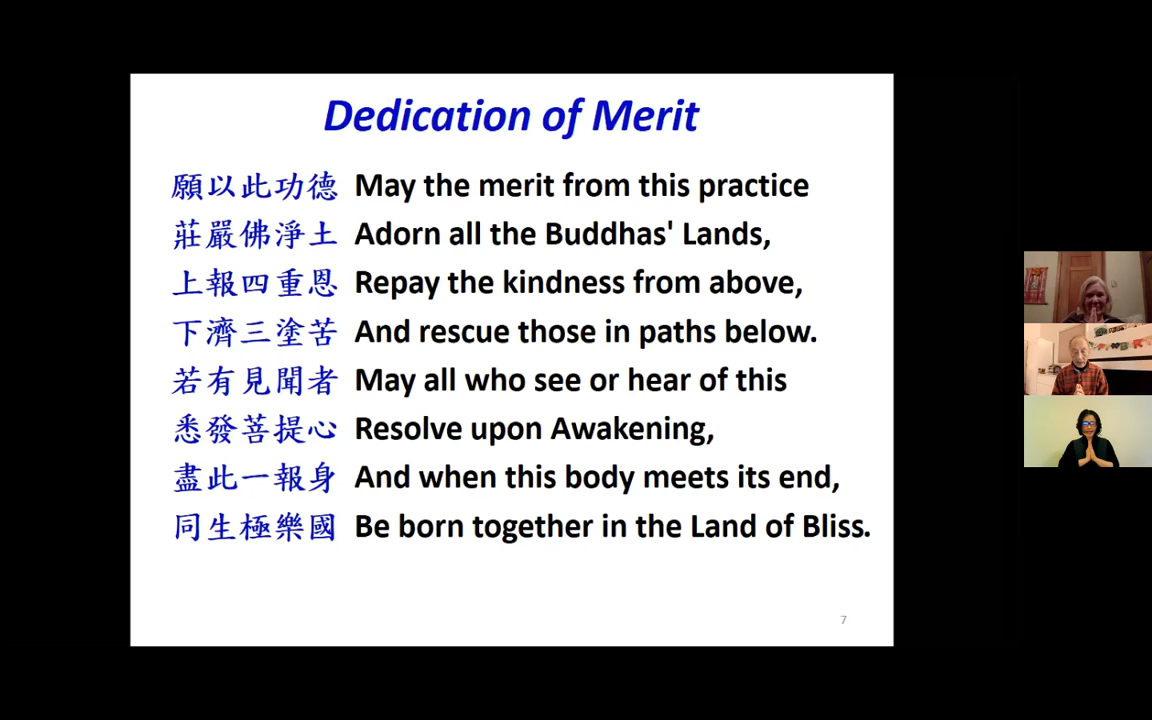 Dedication of Merit
願以此功德 May the merit from this practice
莊嚴佛淨土 Adorn all the Buddhas' Lands,
上報四重恩 Repay the kindness from above,
下濟三塗苦 And rescue those in paths below.
若有見聞者 May all who see or hear of this
悉發菩提心 Resolve upon Awakening,
盡此一報身 And when this body meets its end,
同生極樂國 Be born together in the Land of Bliss.
7